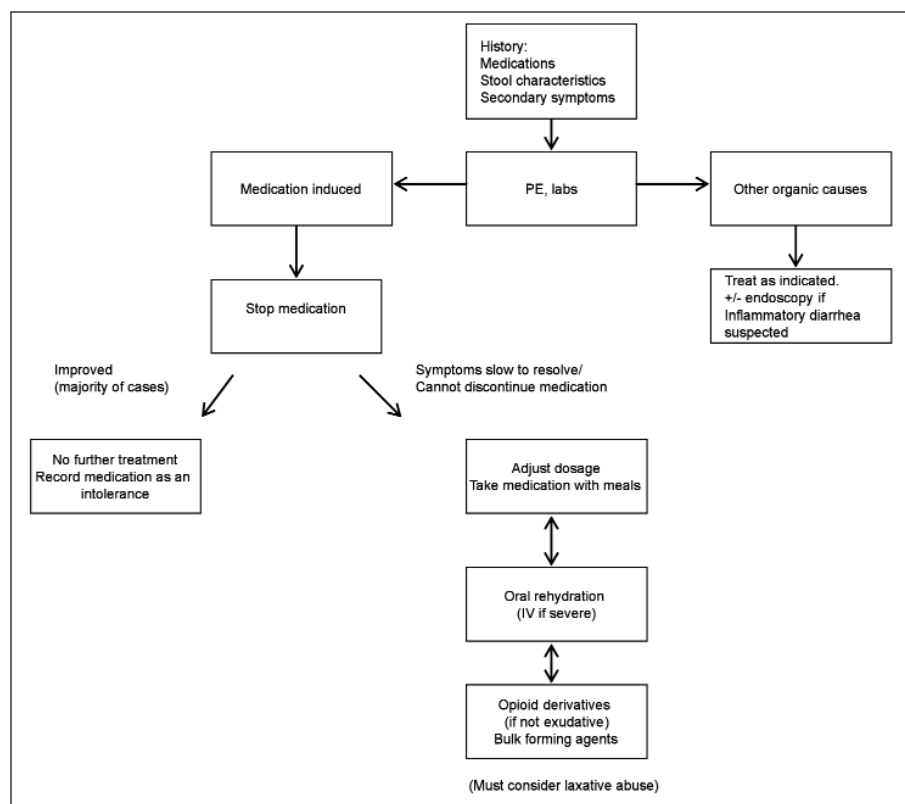 History:
Medications
Stool characteristics
Secondary symptoms
Medication induced
PE, labs
Other organic causes
Stop medication
Treat as indicated.
+/- endoscopy if
Inflammatory diarrhea
suspected
Improved
(majority of cases)
Symptoms slow to resolve/
Cannot discontinue medication
No further treatment
Record medication as an
intolerance
Adjust dosage
Take medication with meals
Oral rehydration
(IV if severe)
Opioid derivatives
(if not exudative)
Bulk forming agents
(Must consider laxative abuse)